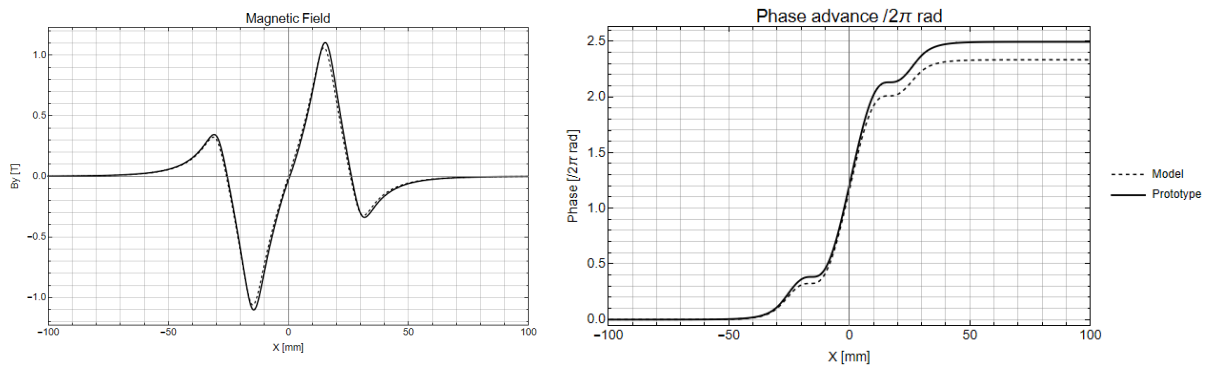 Magnetic Field
By [T]
1.0
0.5
0.0
−0.5
−1.0
−100
−50
0
50
100
X [mm]
Phase advance /2π rad
Phase [/2π rad)
2.5
2.0
1.5
1.0
0.5
0.0
−100
−50
0
50
100
X [mm]
Model
Prototype